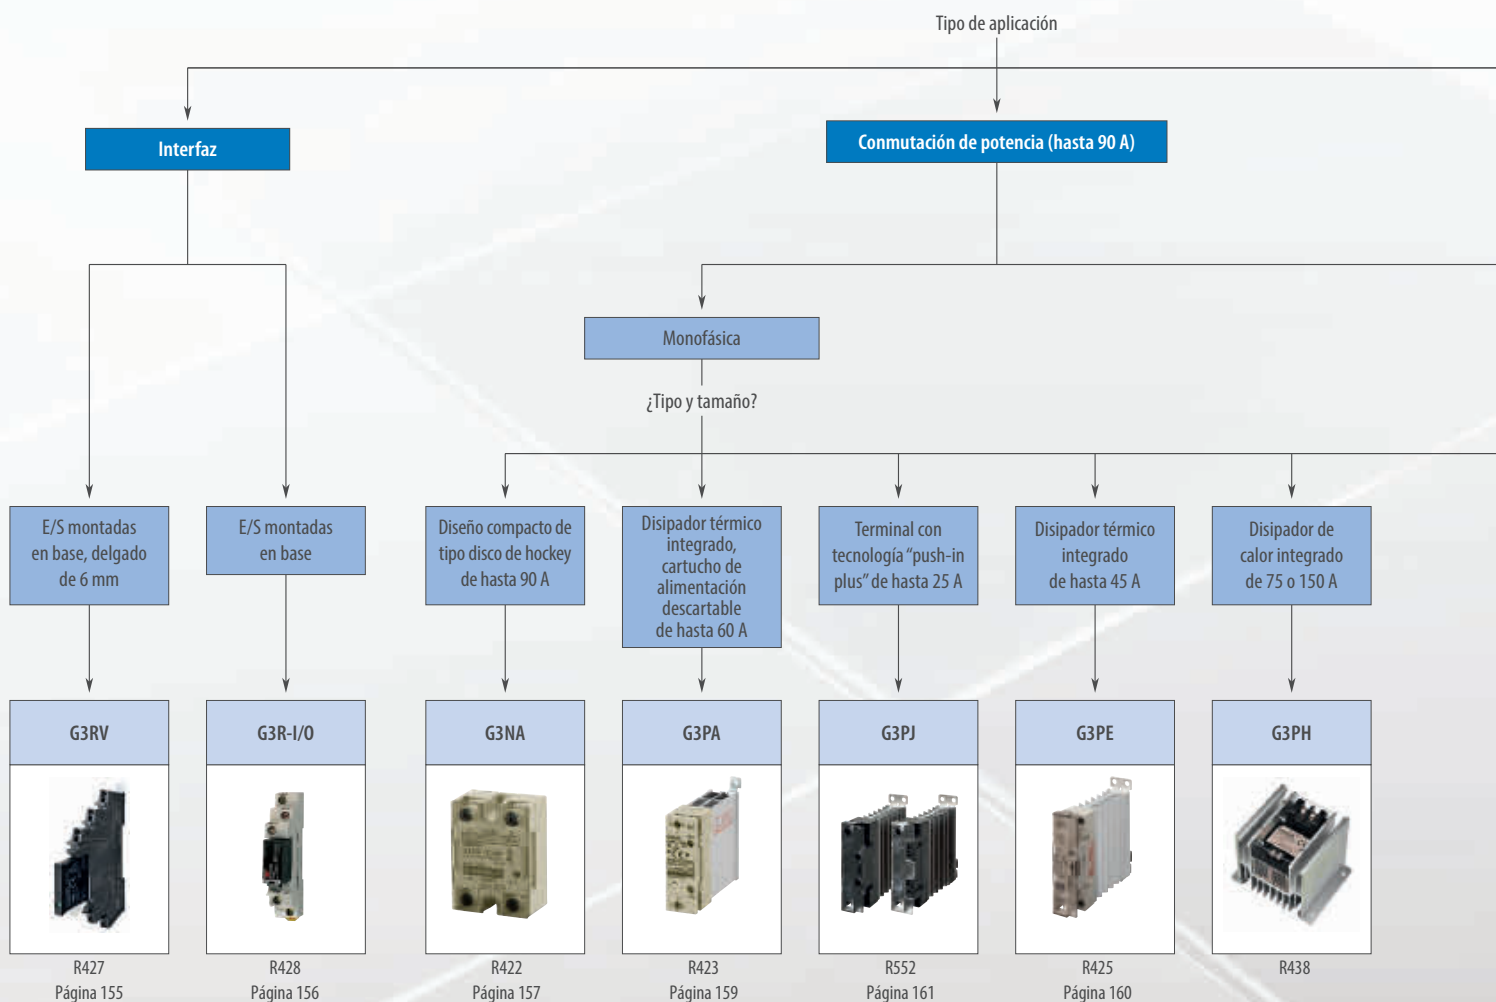 Tipo de aplicación
Interfaz
Conmutación de potencia (hasta 90 A)
Monofásica
¿Tipo y tamaño?
E/S montadas
en base, delgado
de 6 mm
E/S montadas
en base
Diseño compacto de
tipo disco de hockey
de hasta 90 A
Disipador térmico
integrado,
cartucho de
alimentación
descartable
de hasta 60 A
Terminal con
tecnología “push-in
plus” de hasta 25 A
Disipador térmico
integrado
de hasta 45 A
Disipador de
calor integrado
de 75 o 150 A
G3RV
G3R-I/O
G3NA
G3PA
G3PJ
G3PE
G3PH
R427
Página 155
R428
Página 156
R422
Página 157
R423
Página 159
R552
Página 161
R425
Página 160
R438